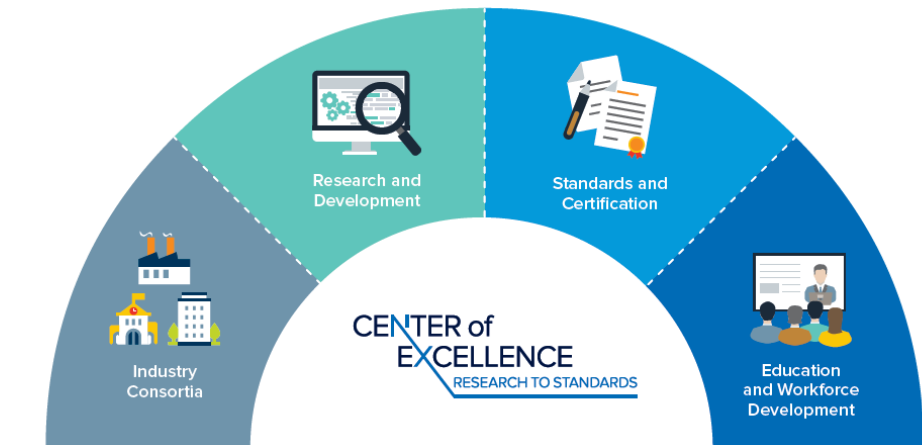 Research and
Development
Standards and
Certification
Industry
Consortia
CENTER of
EXCELLENCE
RESEARCH TO STANDARDS
Education
and Workforce
Development